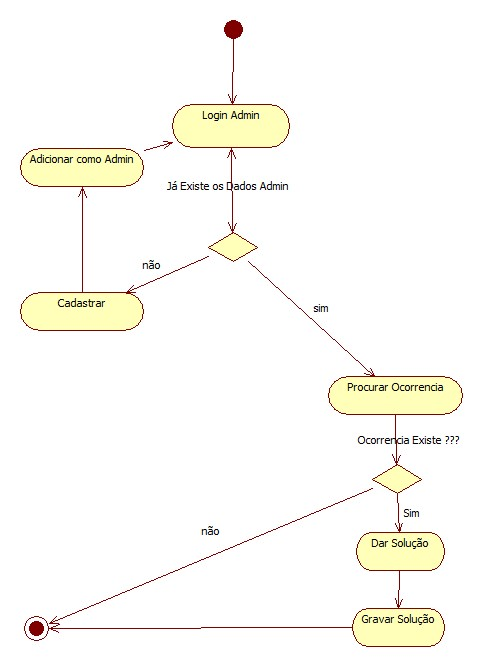 Login Admin
Adicionar como Admin
Já Existe os Dados Admin
não
Cadastrar
sim
Procurar Ocorrencia
Ocorrencia Existe ???
Sim
não
Dar Solução
Gravar Solução